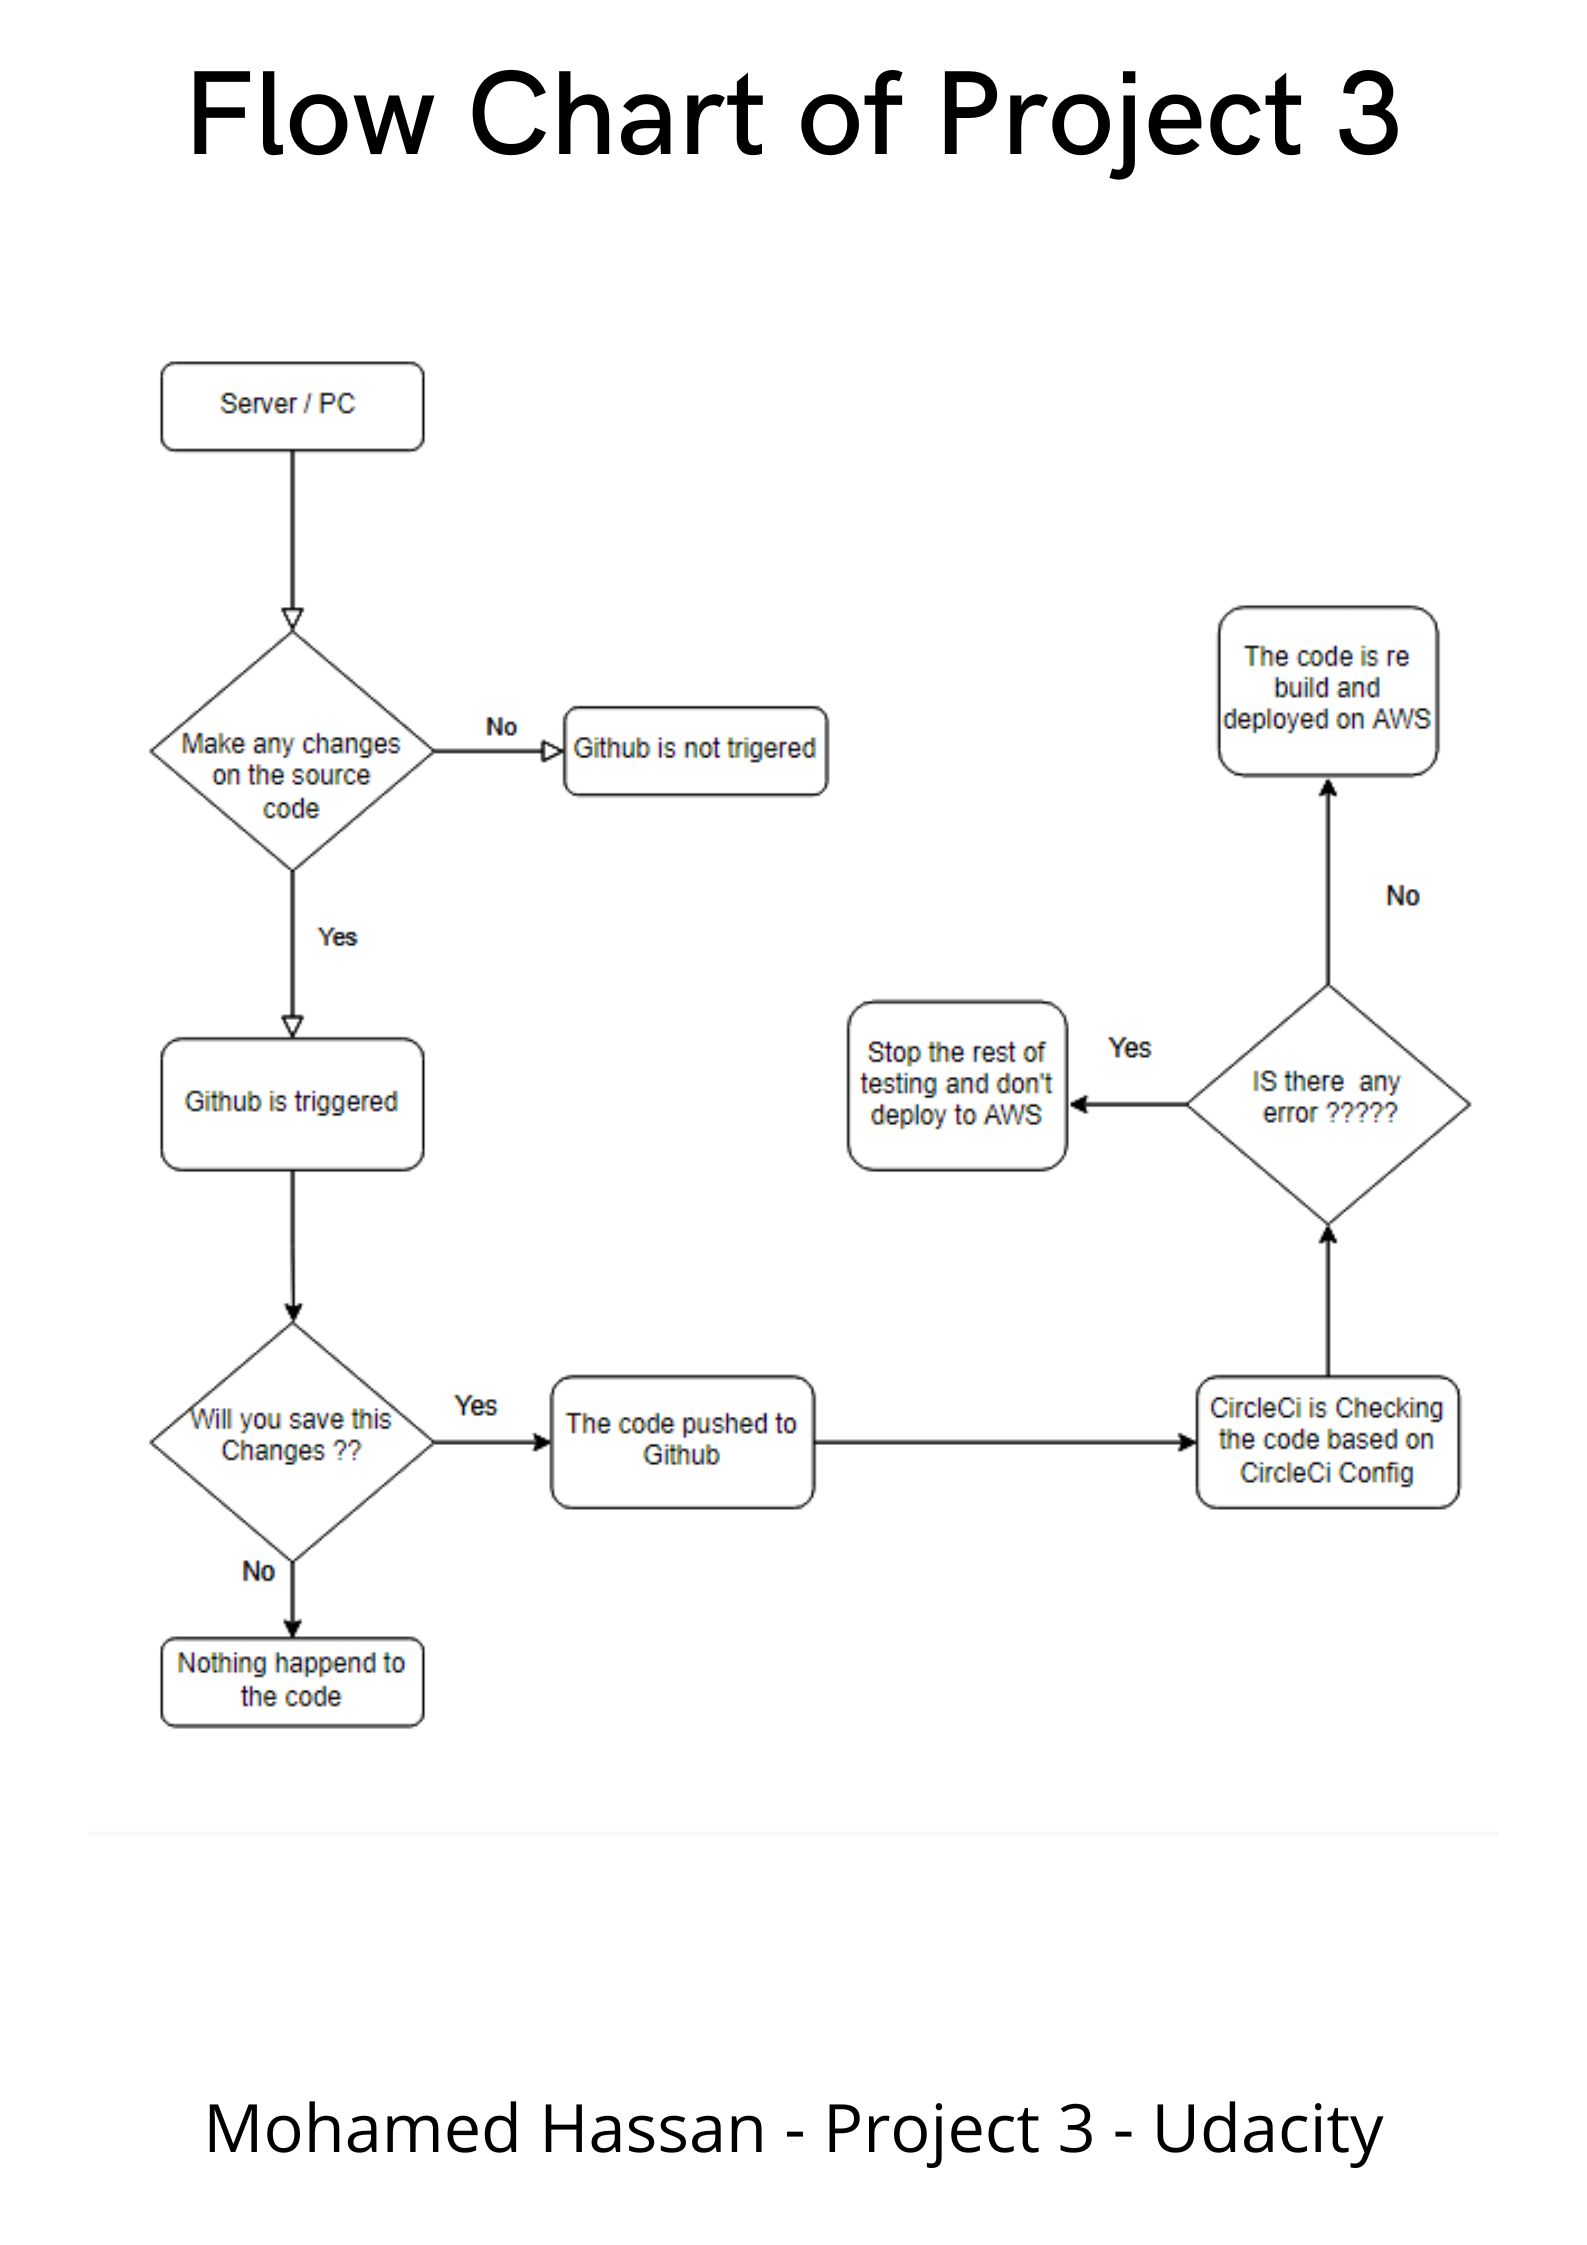 Flow Chart of Project 3
Server / PC
Make any changes
on the source
code
No
Github is not trigered
Yes
Github is triggered
Will you save this
Changes ??
No
Nothing happend to
the code
Yes
The code pushed to
Github
CircleCi is Checking
the code based on
CircleCi Config
IS there any
error ?????
Yes
Stop the rest of
testing and don't
deploy to AWS
No
The code is re
build and
deployed on AWS
Mohamed Hassan - Project 3 - Udacity